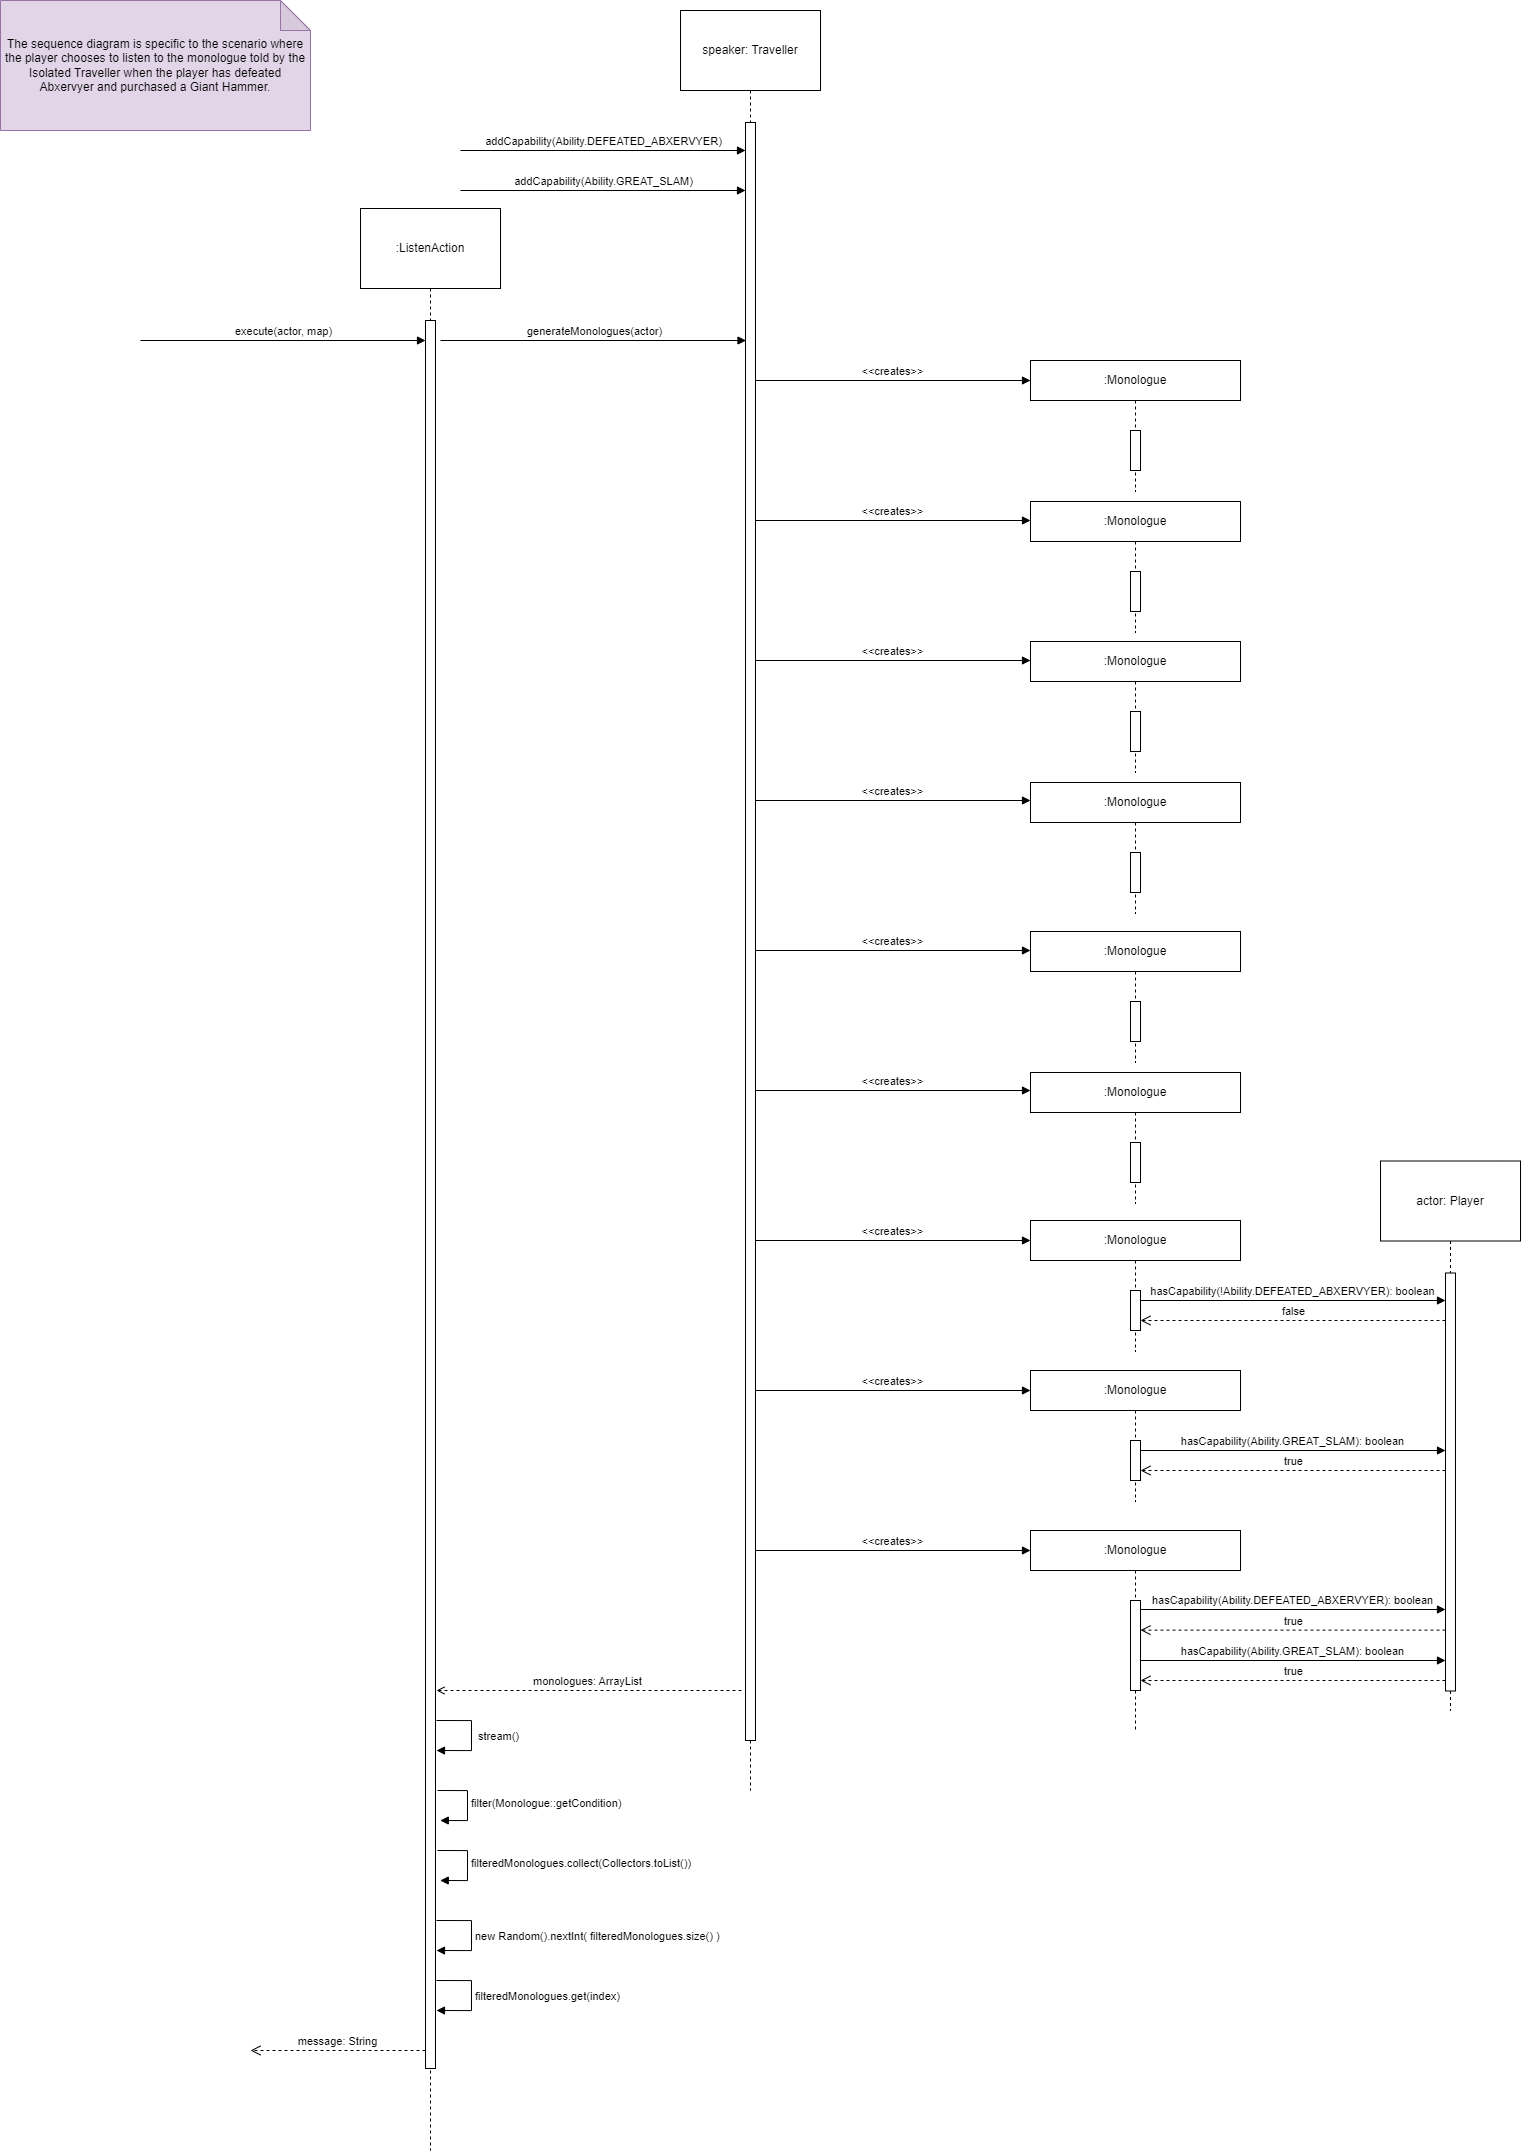 The sequence diagram is specific to the scenario where
the player chooses to listen to the monologue told by the
Isolated Traveller when the player has defeated
Abxervyer and purchased a Giant Hammer.
speaker: Traveller
addCapability(Ability.DEFEATED_ABXERVYER)
addCapability(Ability.GREAT_SLAM)
:ListenAction
execute(actor, map)
generateMonologues(actor)
<<creates>>
:Monologue
<<creates>>
:Monologue
<<creates>>
:Monologue
<<creates>>
:Monologue
<<creates>>
:Monologue
<<creates>>
:Monologue
actor: Player
<<creates>>
:Monologue
hasCapability(!Ability.DEFEATED_ABXERVYER): boolean
false
<<creates>>
:Monologue
hasCapability(Ability.GREAT_SLAM): boolean
true
<<creates>>
:Monologue
hasCapability(Ability.DEFEATED_ABXERVYER): boolean
true
hasCapability(Ability.GREAT_SLAM): boolean
true
monologues: ArrayList
stream()
filter(Monologue::getCondition)
filteredMonologues.collect(Collectors.toList())
new Random().nextInt( filteredMonologues.size() )
filteredMonologues.get(index)
message: String